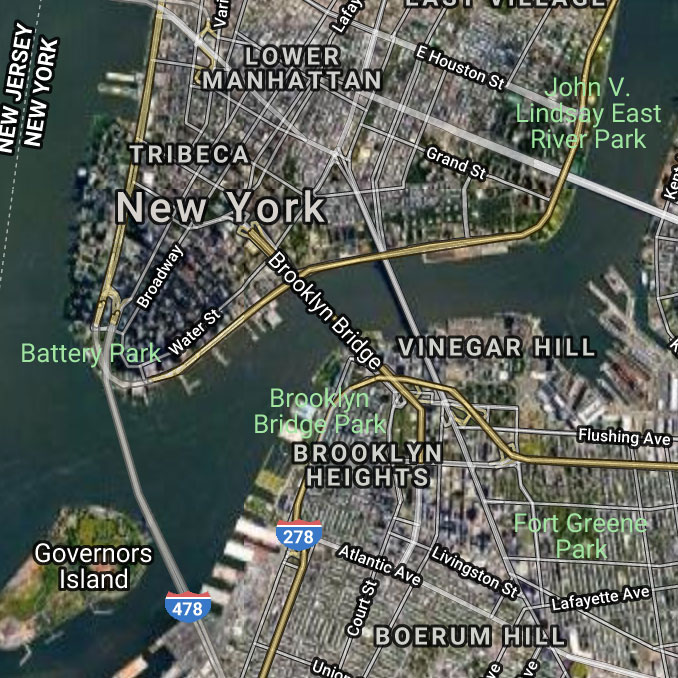 EAST VILLAGE
LOWER
MANHATTAN
E Houston St
NEW JERSEY
NEW YORK
John V.
Lindsay East
River Park
TRIBECA
Grand St
New York
Broadway
Brooklyn Bridge
Water St
Battery Park
VINEGAR HILL
Brooklyn
Bridge Park
Flushing Ave
BROOKLYN
HEIGHTS
Fort Greene
Park
278
Governors
Island
Atlantic Ave
Livingston St
Court St
Lafayette Ave
478
BOERUM HILL
Union